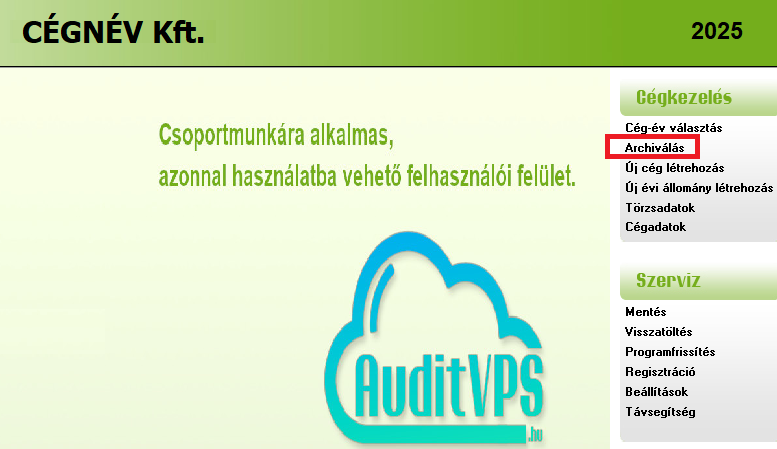 CÉGNÉV Kft.
2025
Csoportmunkára alkalmas,
azonnal használatba vehető felhasználói felület.
AuditVPS
.hu
Cégkezelés
Cég-év választás
Archiválás
Új cég létrehozás
Új évi állomány létrehozás
Törzsadatok
Cégadatok
Szerviz
Mentés
Visszatöltés
Programfrissítés
Regisztráció
Beállítások
Távsegítség